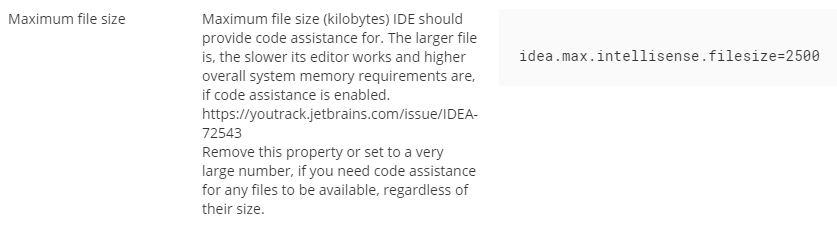 Maximum file size
Maximum file size (kilobytes) IDE should
provide code assistance for. The larger file
is, the slower its editor works and higher
overall system memory requirements are,
if code assistance is enabled.
https://youtrack.jetbrains.com/issue/IDEA-
72543
Remove this property or set to a very
large number, if you need code assistance
for any files to be available, regardless of
their size.
idea.max.intellisense.filesize=2500